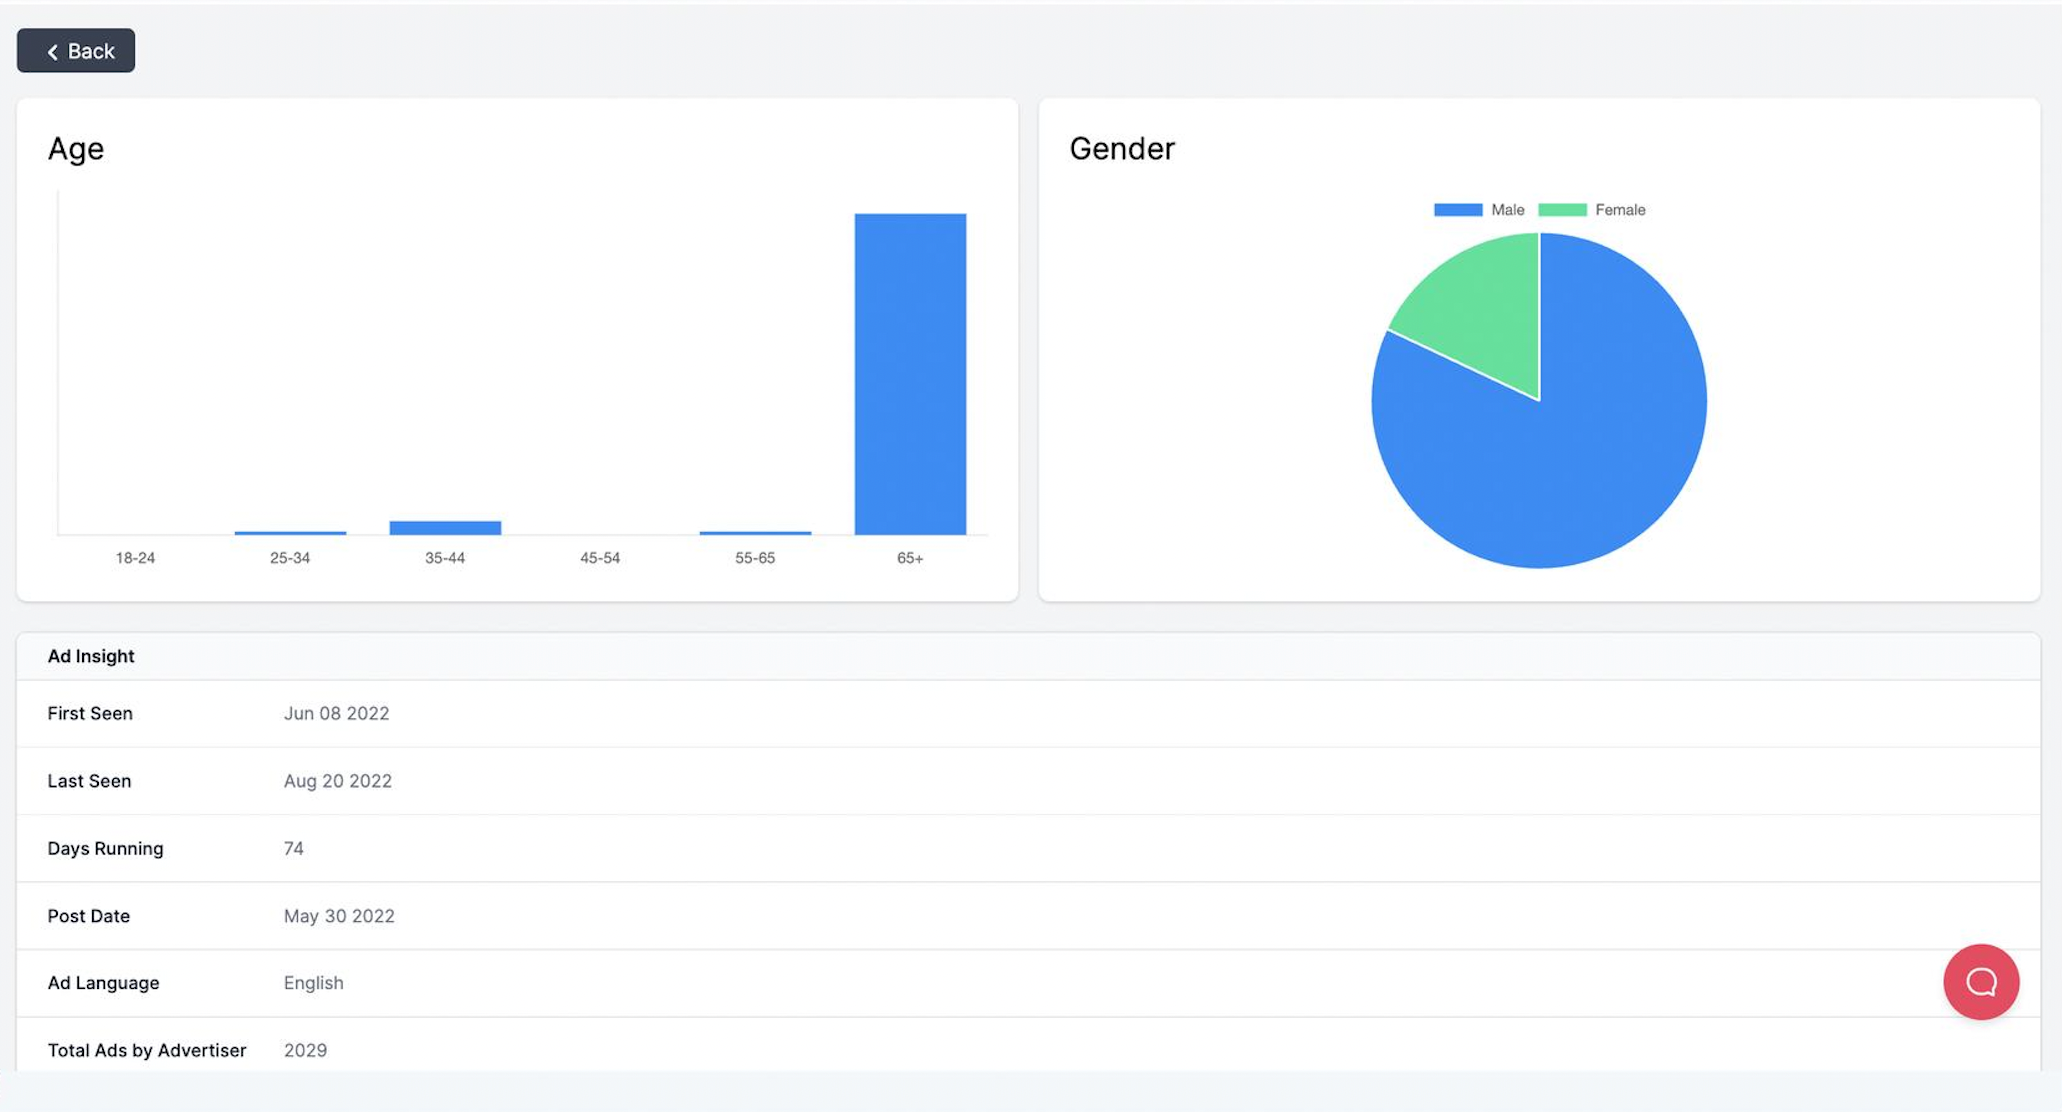 Back
Age
18-24 25-34 35-44 45-54 55-65 65+
Gender
Male Female
Ad Insight
First Seen Jun 08 2022
Last Seen Aug 20 2022
Days Running 74
Post Date May 30 2022
Ad Language English
Total Ads by Advertiser 2029